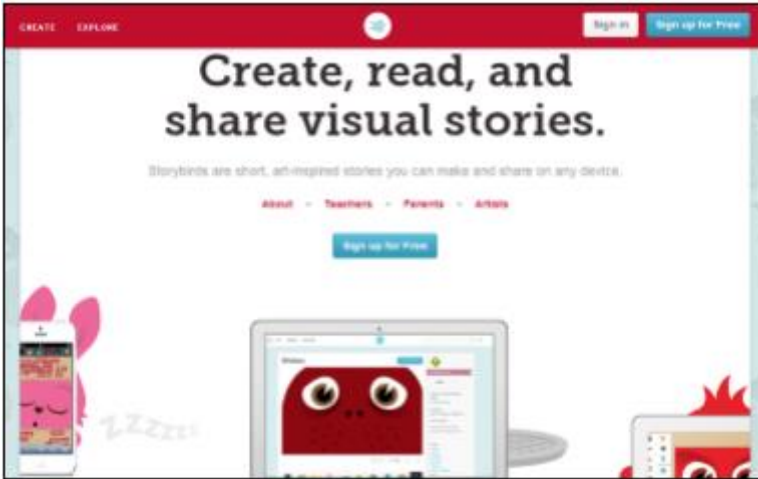 CREATE EXPLORE Sign in Sign up for Free
Create, read, and
share visual stories.
Storybirds are short, art-inspired stories you can make and share on any device.
About - Teachers - Parents - Artists
Sign up for Free
zzzzzz